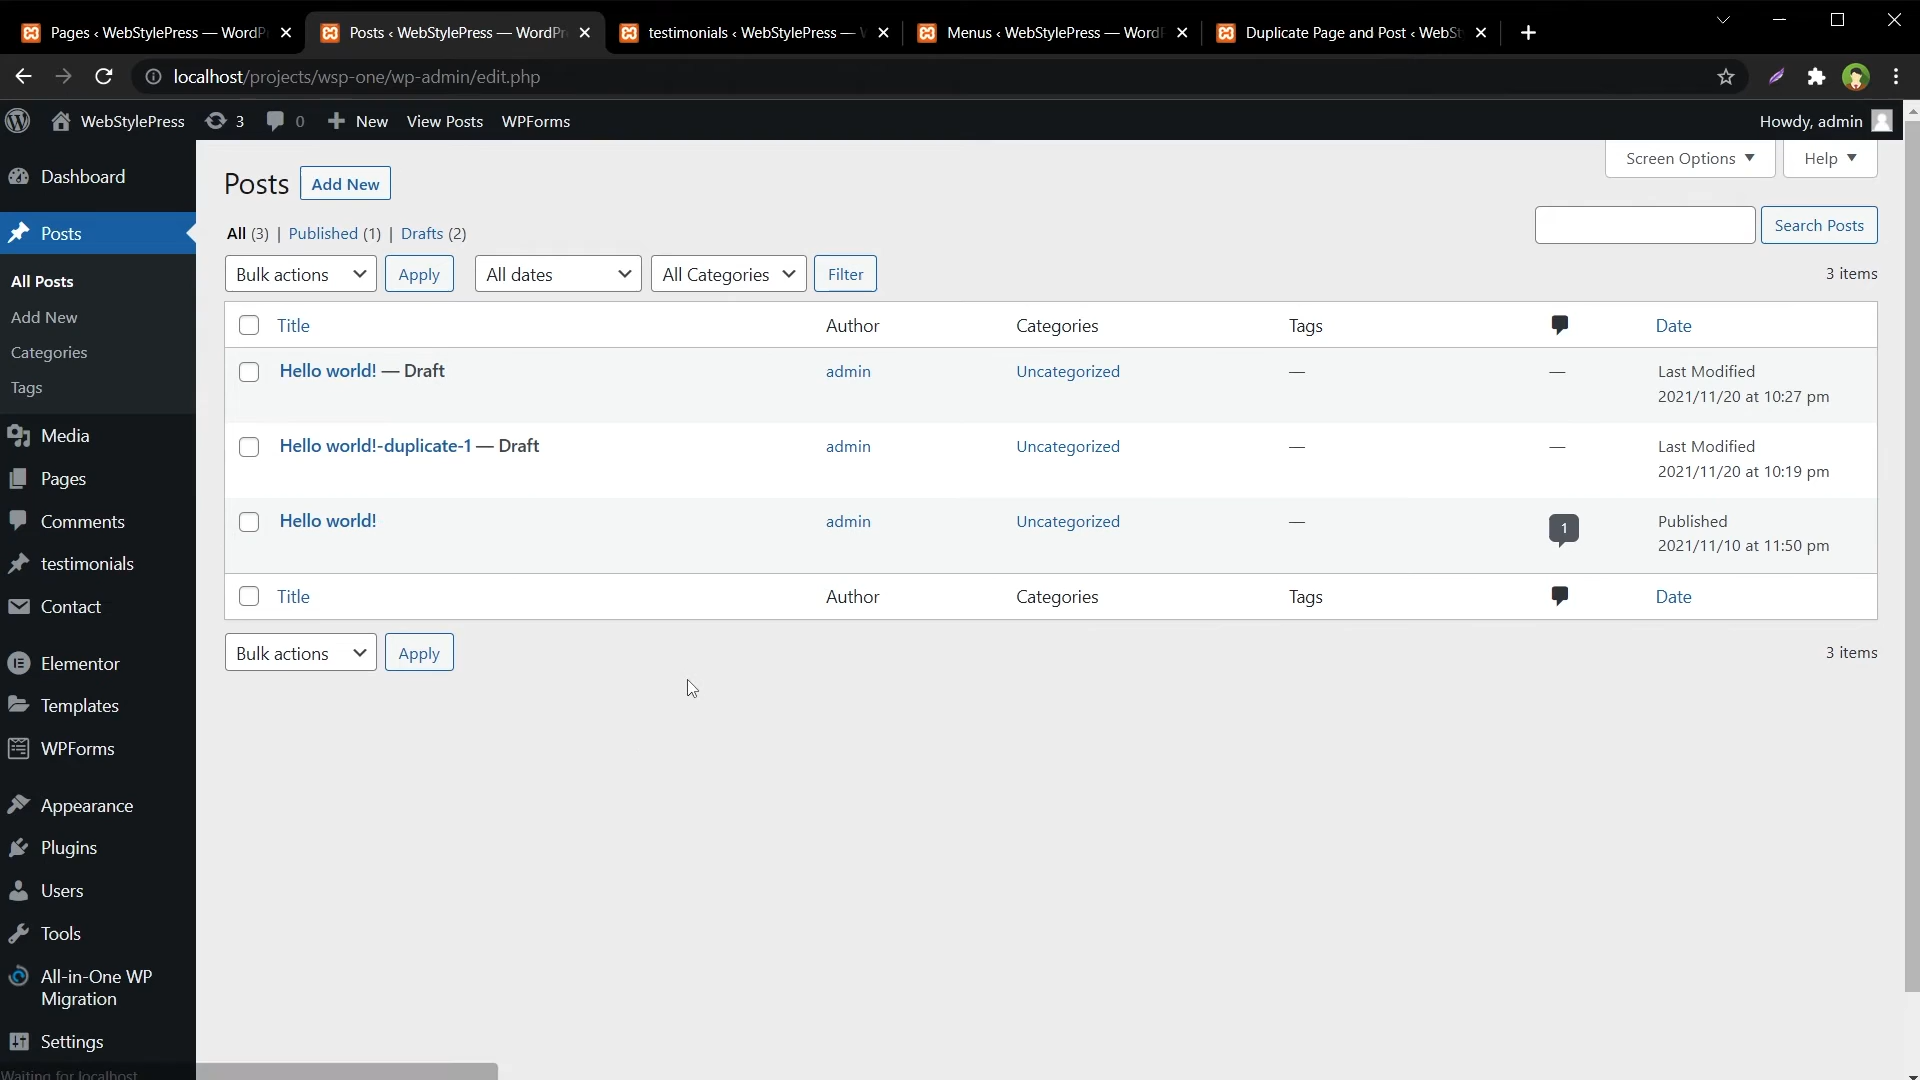 Pages ‹ WebStylePress — WordP
Posts ‹ WebStylePress — WordPr
testimonials ‹ WebStylePress —
Menus ‹ WebStylePress — WordP
Duplicate Page and Post ‹ WebSt
localhost/projects/wsp-one/wp-admin/edit.php
WebStylePress 3 0 New View Posts WPForms Howdy, admin
Screen Options Help
Dashboard
Posts
All Posts
Add New
Categories
Tags
Media
Pages
Comments
testimonials
Contact
Elementor
Templates
WPForms
Appearance
Plugins
Users
Tools
All-in-One WP
Migration
Settings
Waiting for localhost
Posts Add New
All (3) | Published (1) | Drafts (2)
Search Posts
Bulk actions Apply All dates All Categories Filter 3 items
Title Author Categories Tags Date
Hello world! — Draft admin Uncategorized — — Last Modified
2021/11/20 at 10:27 pm
Hello world!-duplicate-1 — Draft admin Uncategorized — — Last Modified
2021/11/20 at 10:19 pm
Hello world! admin Uncategorized — 1 Published
2021/11/10 at 11:50 pm
Title Author Categories Tags Date
Bulk actions Apply 3 items